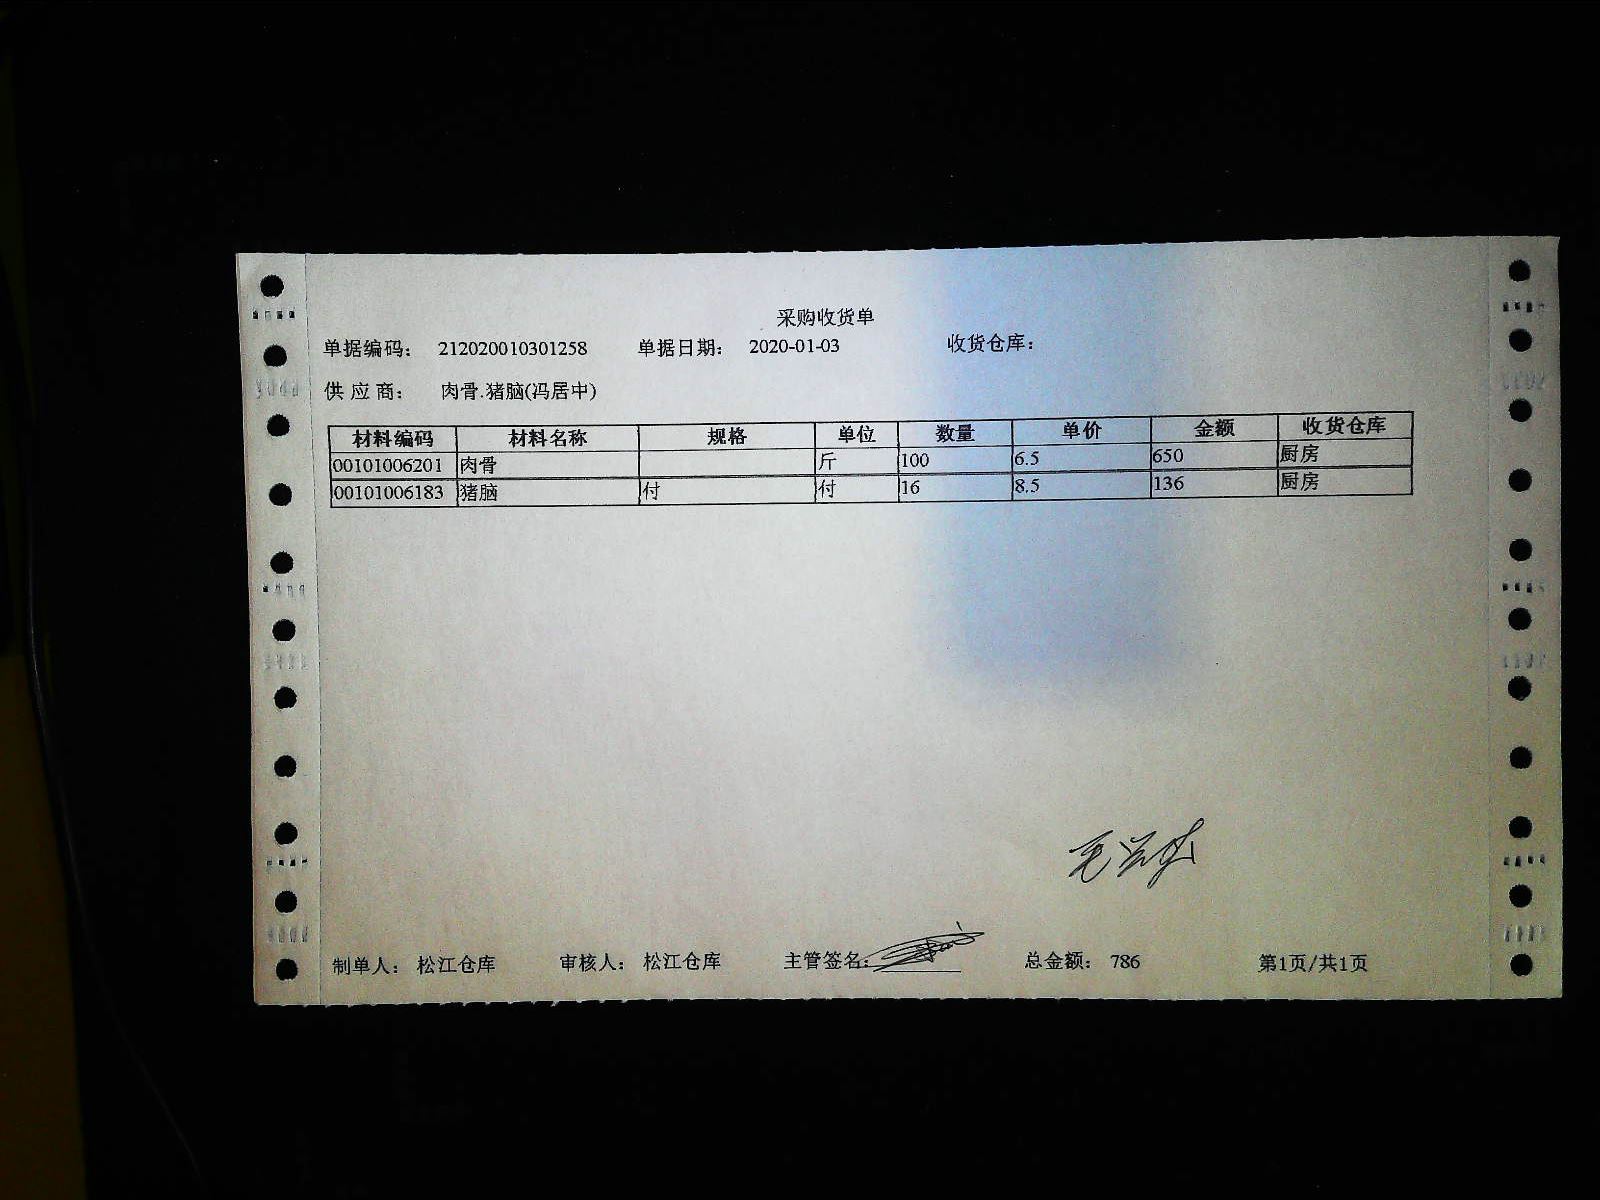 采购收货单
单据编码： 212020010301258 单据日期： 2020-01-03 收货仓库：
供 应 商： 肉骨.猪脑(冯居中)
材料编码 材料名称 规格 单位 数量 单价 金额 收货仓库
00101006201 肉骨 斤 100 6.5 650 厨房
00101006183 猪脑 付 付 16 8.5 136 厨房
制单人： 松江仓库 审核人： 松江仓库 主管签名： 总金额： 786 第1页/共1页